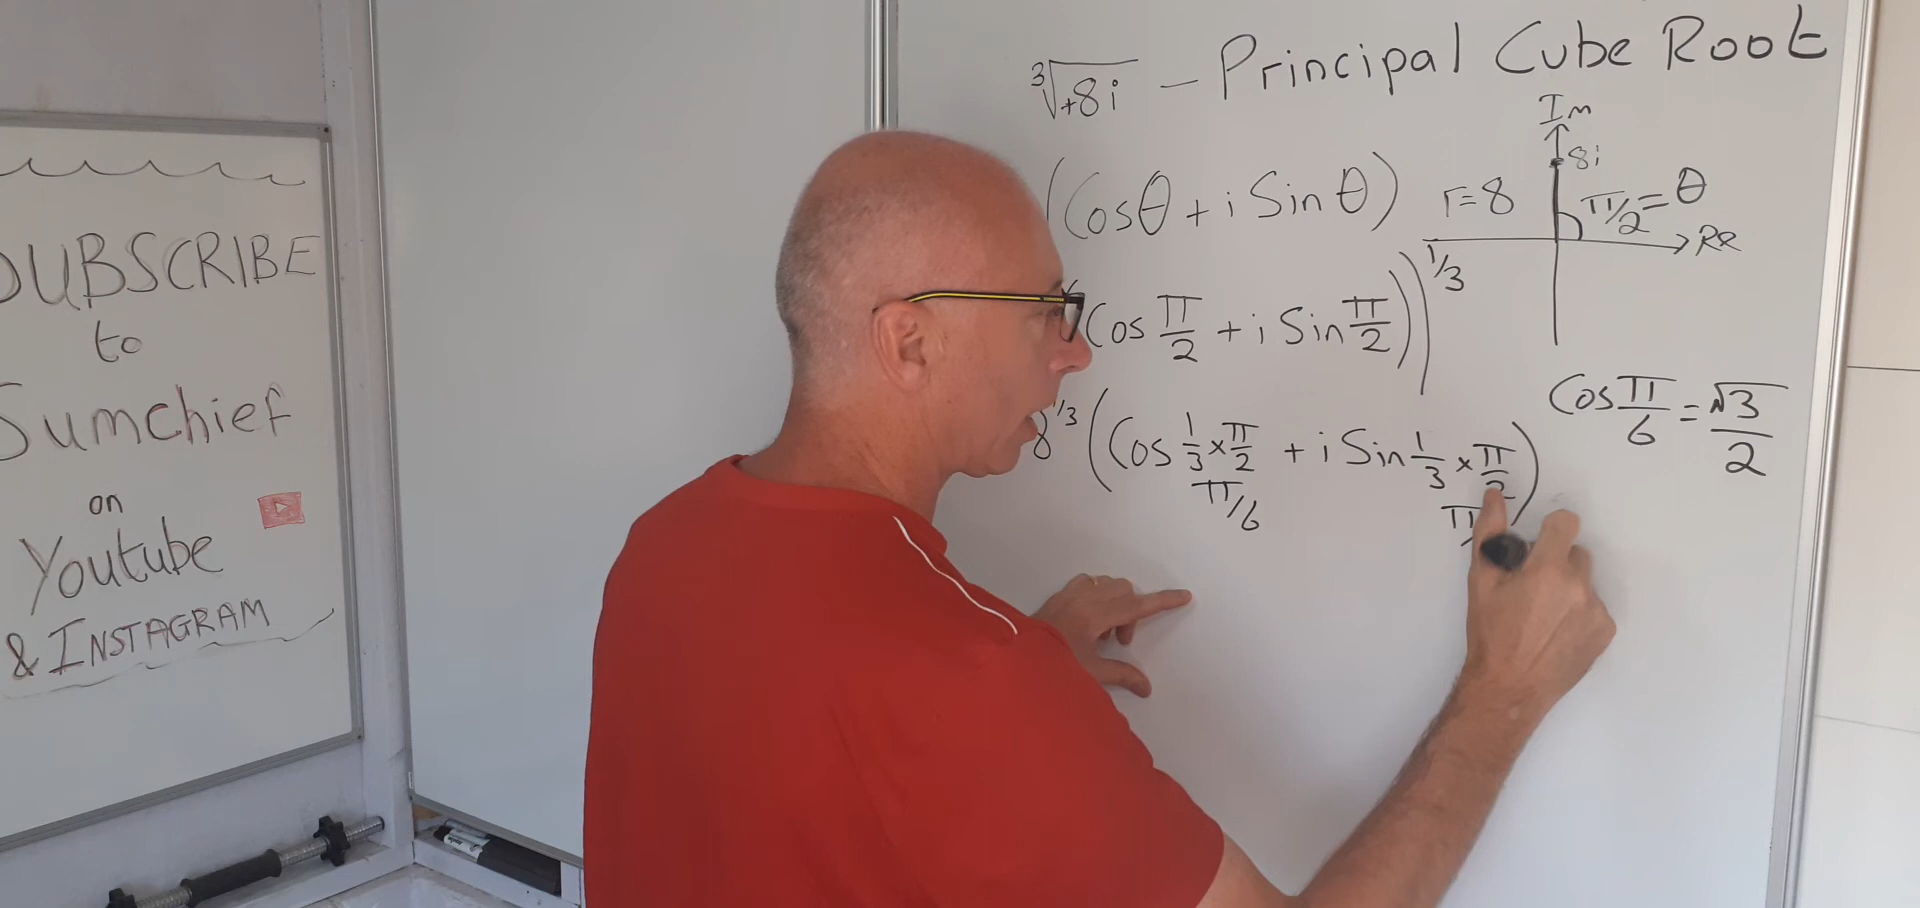 SUBSCRIBE
to
Sumchief
on
Youtube
& INSTAGRAM
∛+8i - Principal Cube Root
Im
8i
(Cosθ + i Sinθ) r=8 π/2=θ
Re
Cos π/2 + i Sin π/2))^1/3
Cos π/6 = √3/2
8^1/3 (Cos 1/3 × π/2 + i Sin 1/3 × π/2)
π/6 π